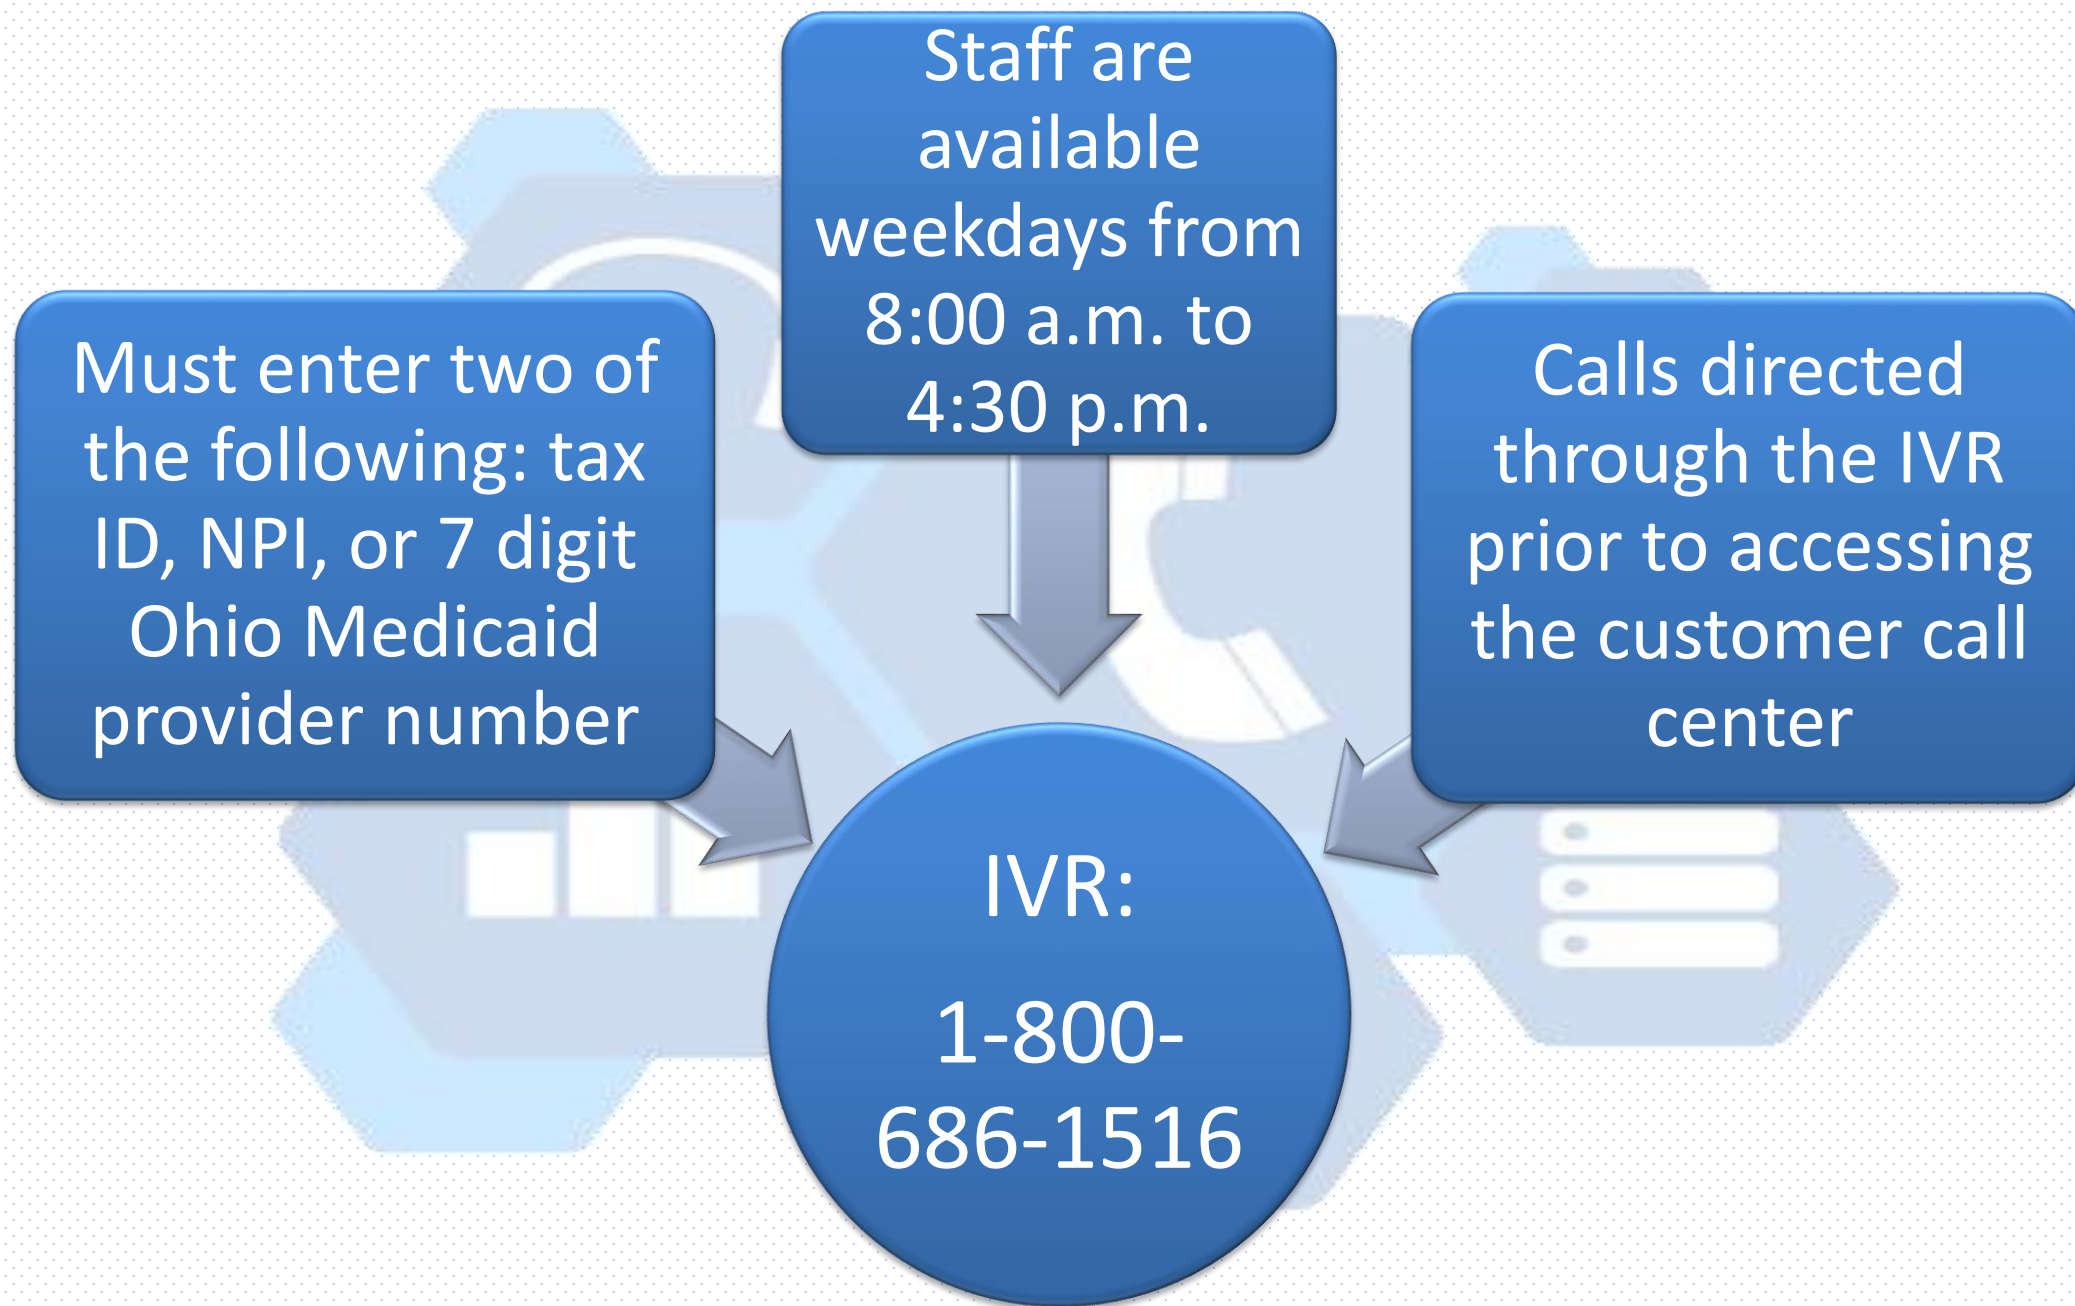 Must enter two of
the following: tax
ID, NPI, or 7 digit
Ohio Medicaid
provider number
Staff are
available
weekdays from
8:00 a.m. to
4:30 p.m.
Calls directed
through the IVR
prior to accessing
the customer call
center
IVR:
1-800-
686-1516